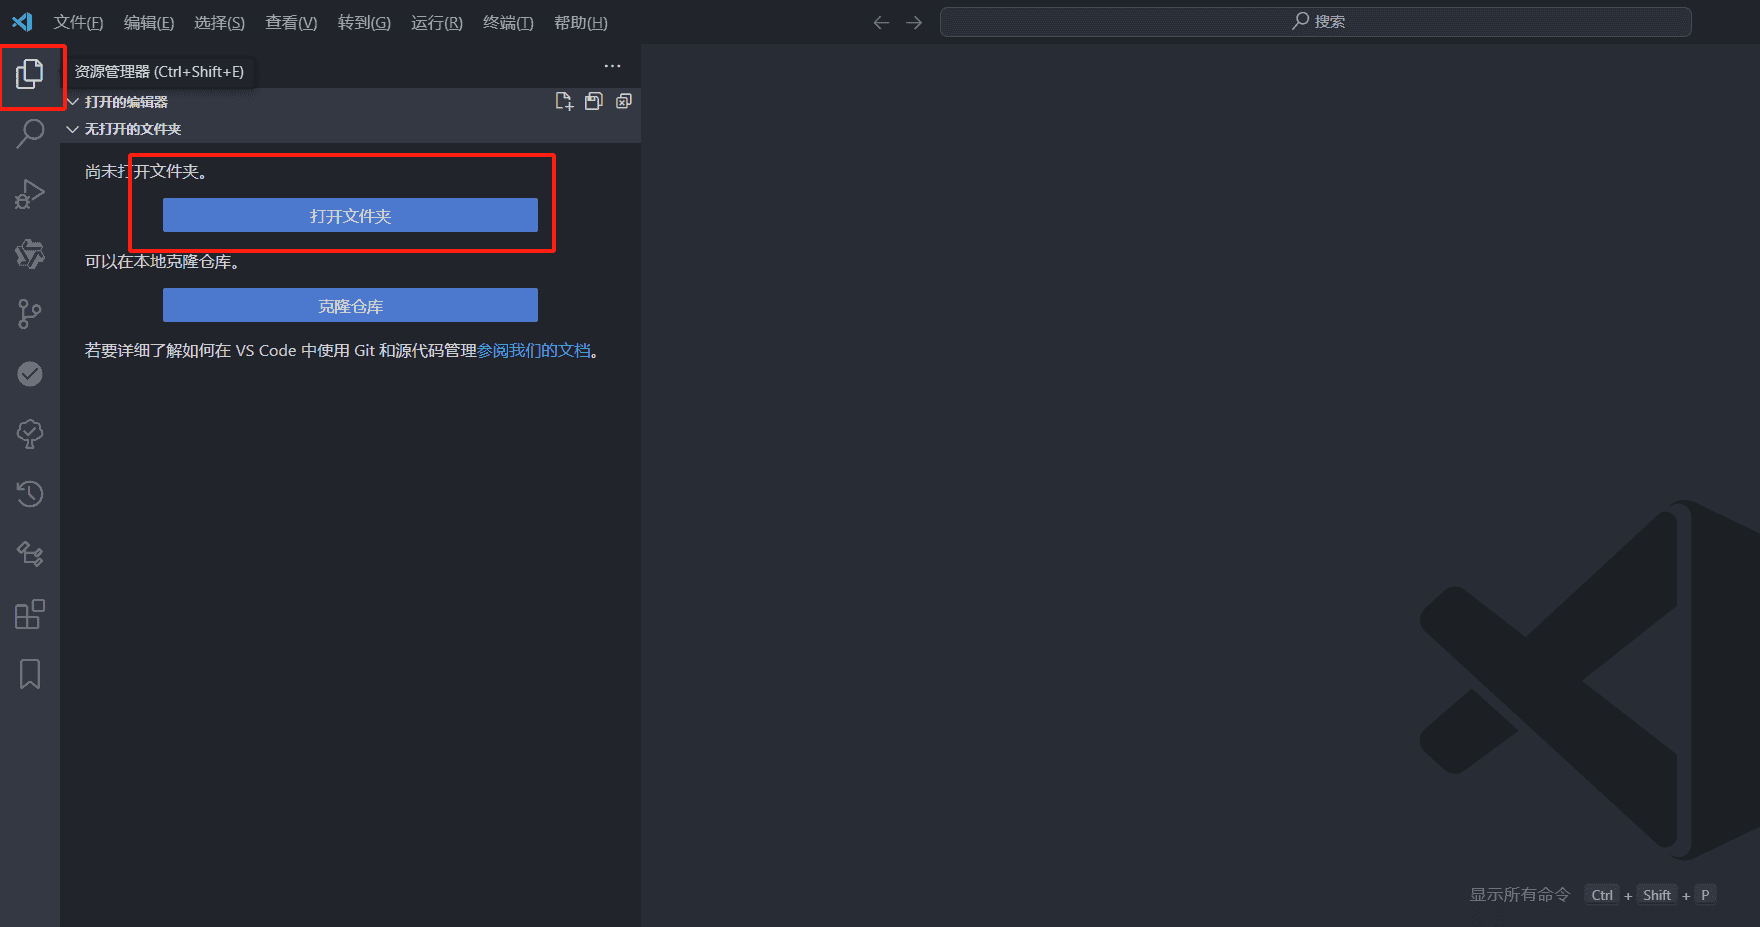 文件(F) 编辑(E) 选择(S) 查看(V) 转到(G) 运行(R) 终端(T) 帮助(H) 搜索
资源管理器 (Ctrl+Shift+E)
打开的编辑器
无打开的文件夹
尚未打开文件夹。
打开文件夹
可以在本地克隆仓库。
克隆仓库
若要详细了解如何在 VS Code 中使用 Git 和源代码管理参阅我们的文档。
显示所有命令 Ctrl + Shift + P